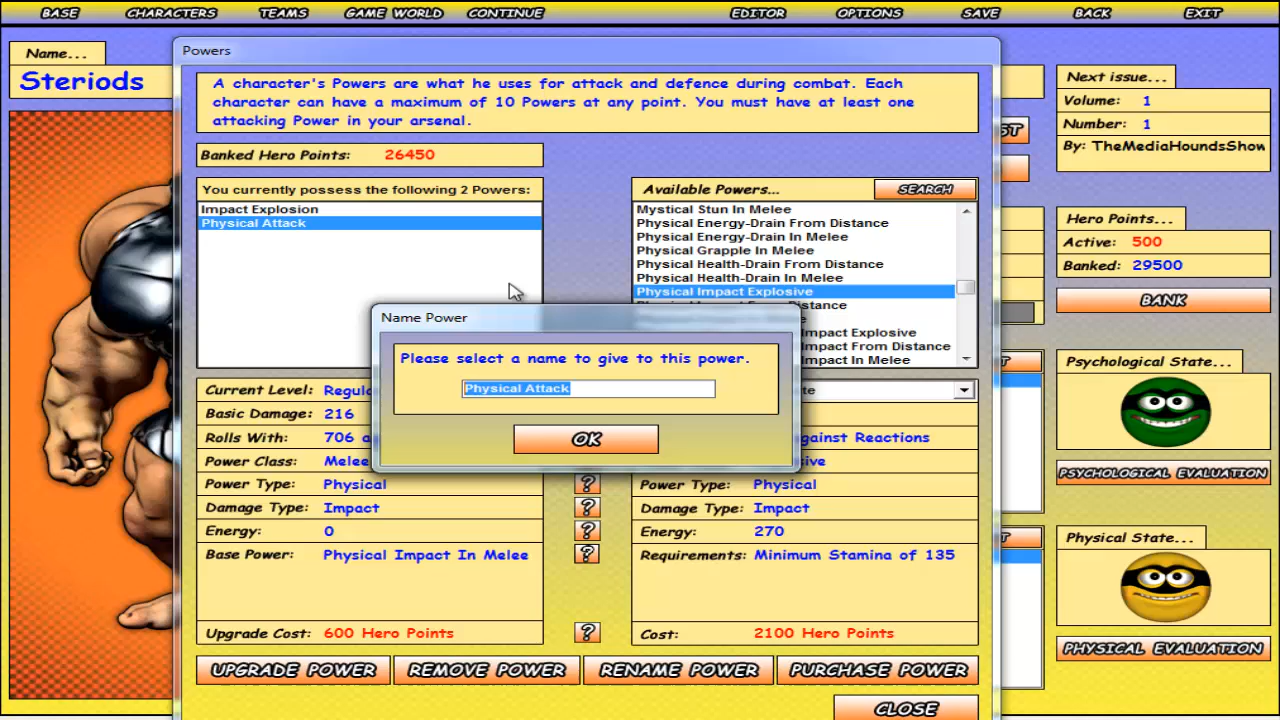 BASE CHARACTERS TEAMS GAME WORLD CONTINUE EDITOR OPTIONS SAVE BACK EXIT
Name...
Steriods
Powers
A character's Powers are what he uses for attack and defence during combat. Each
character can have a maximum of 10 Powers at any point. You must have at least one
attacking Power in your arsenal.
Banked Hero Points: 26450
You currently possess the following 2 Powers:
Impact Explosion
Physical Attack
Available Powers... SEARCH
Mystical Stun In Melee
Physical Energy-Drain From Distance
Physical Energy-Drain In Melee
Physical Grapple In Melee
Physical Health-Drain From Distance
Physical Health-Drain In Melee
Physical Impact Explosive
Distance
Impact Explosive
Impact From Distance
Impact In Melee
Name Power
Please select a name to give to this power.
Physical Attack
OK
Current Level:
Basic Damage: 216
Rolls With: 706
Power Class: Melee
Power Type: Physical
Damage Type: Impact
Energy: 0
Base Power: Physical Impact In Melee
Upgrade Cost: 600 Hero Points
?
?
?
?
?
against Reactions
Power Type: Physical
Damage Type: Impact
Energy: 270
Requirements: Minimum Stamina of 135
Cost: 2100 Hero Points
UPGRADE POWER REMOVE POWER RENAME POWER PURCHASE POWER
CLOSE
Next issue...
Volume: 1
Number: 1
By: TheMediaHoundsShow
Hero Points...
Active: 500
Banked: 29500
BANK
Psychological State...
PSYCHOLOGICAL EVALUATION
Physical State...
PHYSICAL EVALUATION